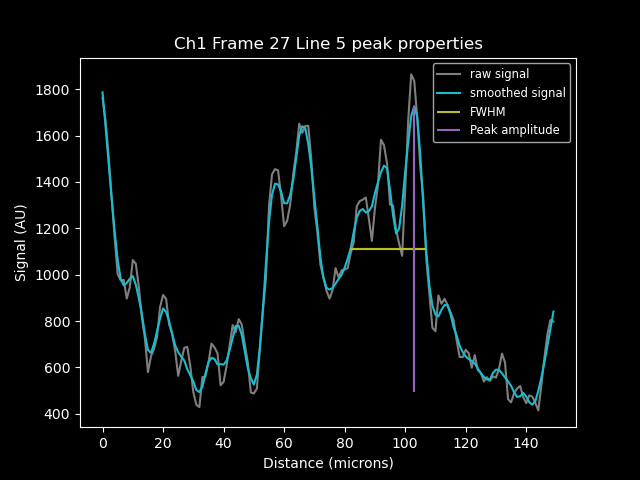 Ch1 Frame 27 Line 5 peak properties
raw signal
smoothed signal
FWHM
Peak amplitude
Signal (AU)
1800
1600
1400
1200
1000
800
600
400
0 20 40 60 80 100 120 140
Distance (microns)